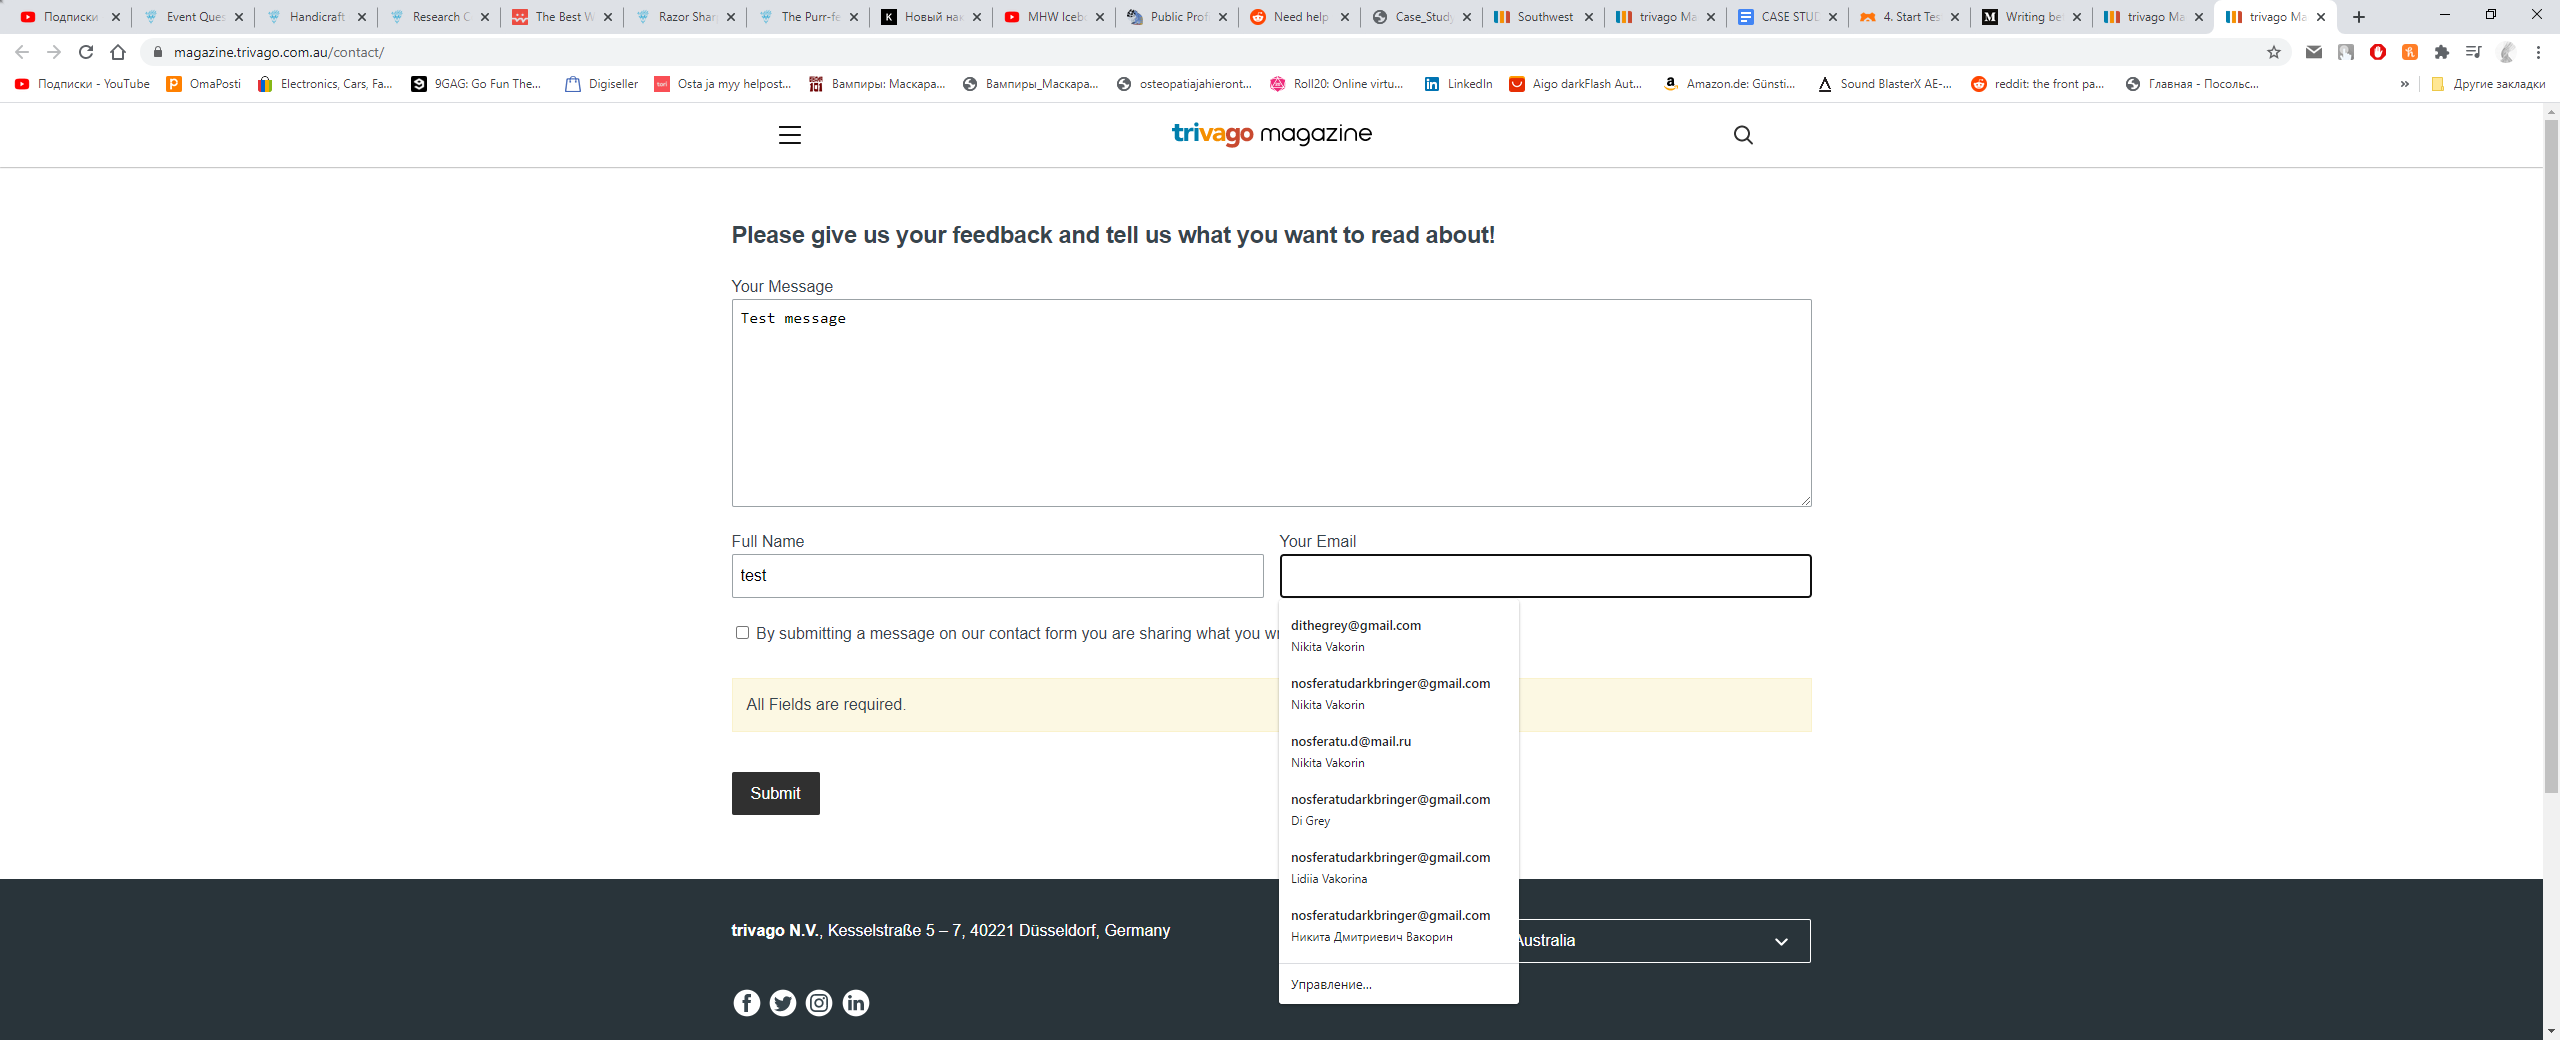 Подписки
Event Ques
Handicraft
Research C
The Best W
Razor Shar
The Purr-fe
Новый нак
MHW Icebo
Public Profi
Need help
Case_Study
Southwest
trivago Ma
CASE STUD
4. Start Tes
Writing bet
trivago Ma
trivago Ma
magazine.trivago.com.au/contact/
Подписки - YouTube
OmaPosti
Electronics, Cars, Fa...
9GAG: Go Fun The...
Digiseller
Osta ja myy helpost...
Вампиры: Маскара...
Вампиры_Маскара...
osteopatiajahieront...
Roll20: Online virtu...
LinkedIn
Aigo darkFlash Aut...
Amazon.de: Günsti...
Sound BlasterX AE-...
reddit: the front pa...
Главная - Посольс...
»
Другие закладки
trivago magazine
Please give us your feedback and tell us what you want to read about!
Your Message
Test message
Full Name
Your Email
test
By submitting a message on our contact form you are sharing what you wr
All Fields are required.
Submit
dithegrey@gmail.com
Nikita Vakorin
nosferatudarkbringer@gmail.com
Nikita Vakorin
nosferatu.d@mail.ru
Nikita Vakorin
nosferatudarkbringer@gmail.com
Di Grey
nosferatudarkbringer@gmail.com
Lidiia Vakorina
nosferatudarkbringer@gmail.com
Никита Дмитриевич Вакорин
Управление...
trivago N.V., Kesselstraße 5 – 7, 40221 Düsseldorf, Germany
Australia